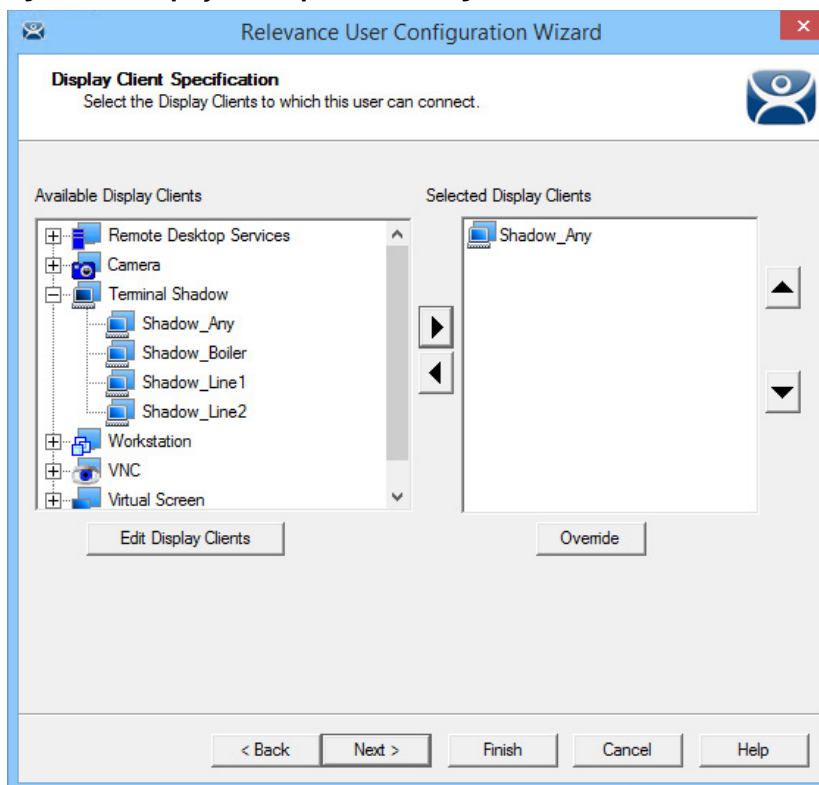 Relevance User Configuration Wizard
Display Client Specification
Select the Display Clients to which this user can connect.
Available Display Clients
Selected Display Clients
Remote Desktop Services
Camera
Terminal Shadow
Shadow_Any
Shadow_Boiler
Shadow_Line1
Shadow_Line2
Workstation
VNC
Virtual Screen
Shadow_Any
Edit Display Clients
Override
< Back
Next >
Finish
Cancel
Help